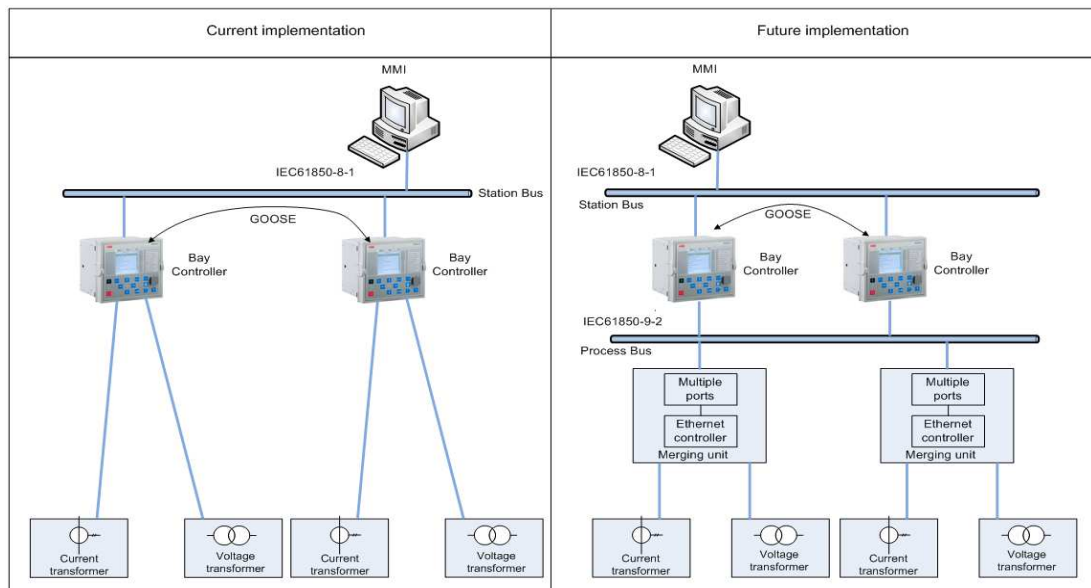 Current implementation
MMI
IEC61850-8-1
Station Bus
GOOSE
Bay
Controller
Bay
Controller
Current
transformer
Voltage
transformer
Current
transformer
Voltage
transformer
Future implementation
MMI
IEC61850-8-1
Station Bus
GOOSE
Bay
Controller
Bay
Controller
IEC61850-9-2
Process Bus
Multiple
ports
Ethernet
controller
Merging unit
Multiple
ports
Ethernet
controller
Merging unit
Current
transformer
Voltage
transformer
Current
transformer
Voltage
transformer